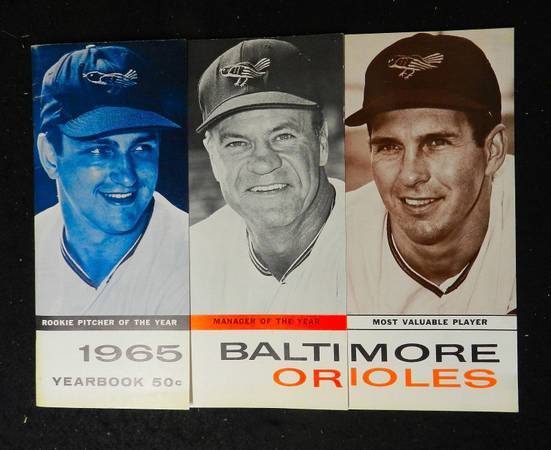 ROOKIE PITCHER OF THE YEAR
MANAGER OF THE YEAR
MOST VALUABLE PLAYER
1965 BALTIMORE
YEARBOOK 50c ORIOLES